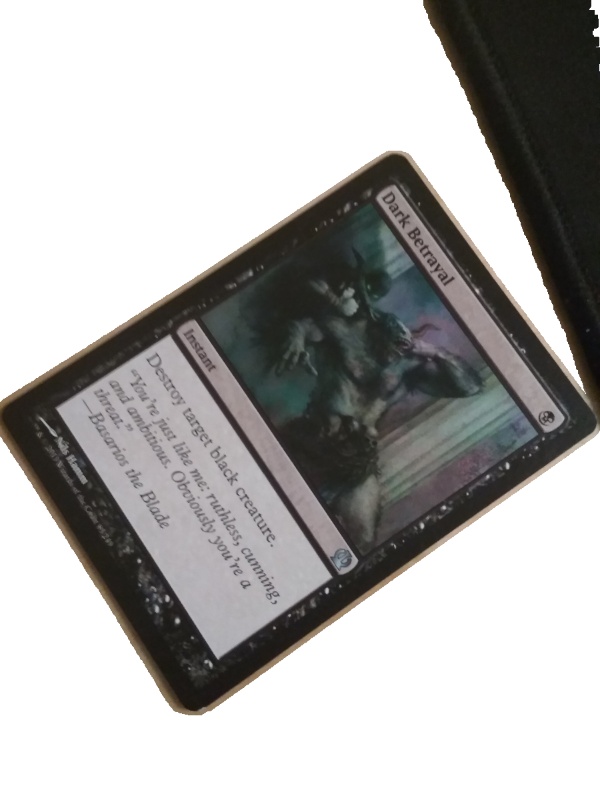 Dark Betrayal
Instant
Destroy target black creature.
"You're just like me: ruthless, cunning,
and ambitious. Obviously you're a
threat."
—Basarios the Blade